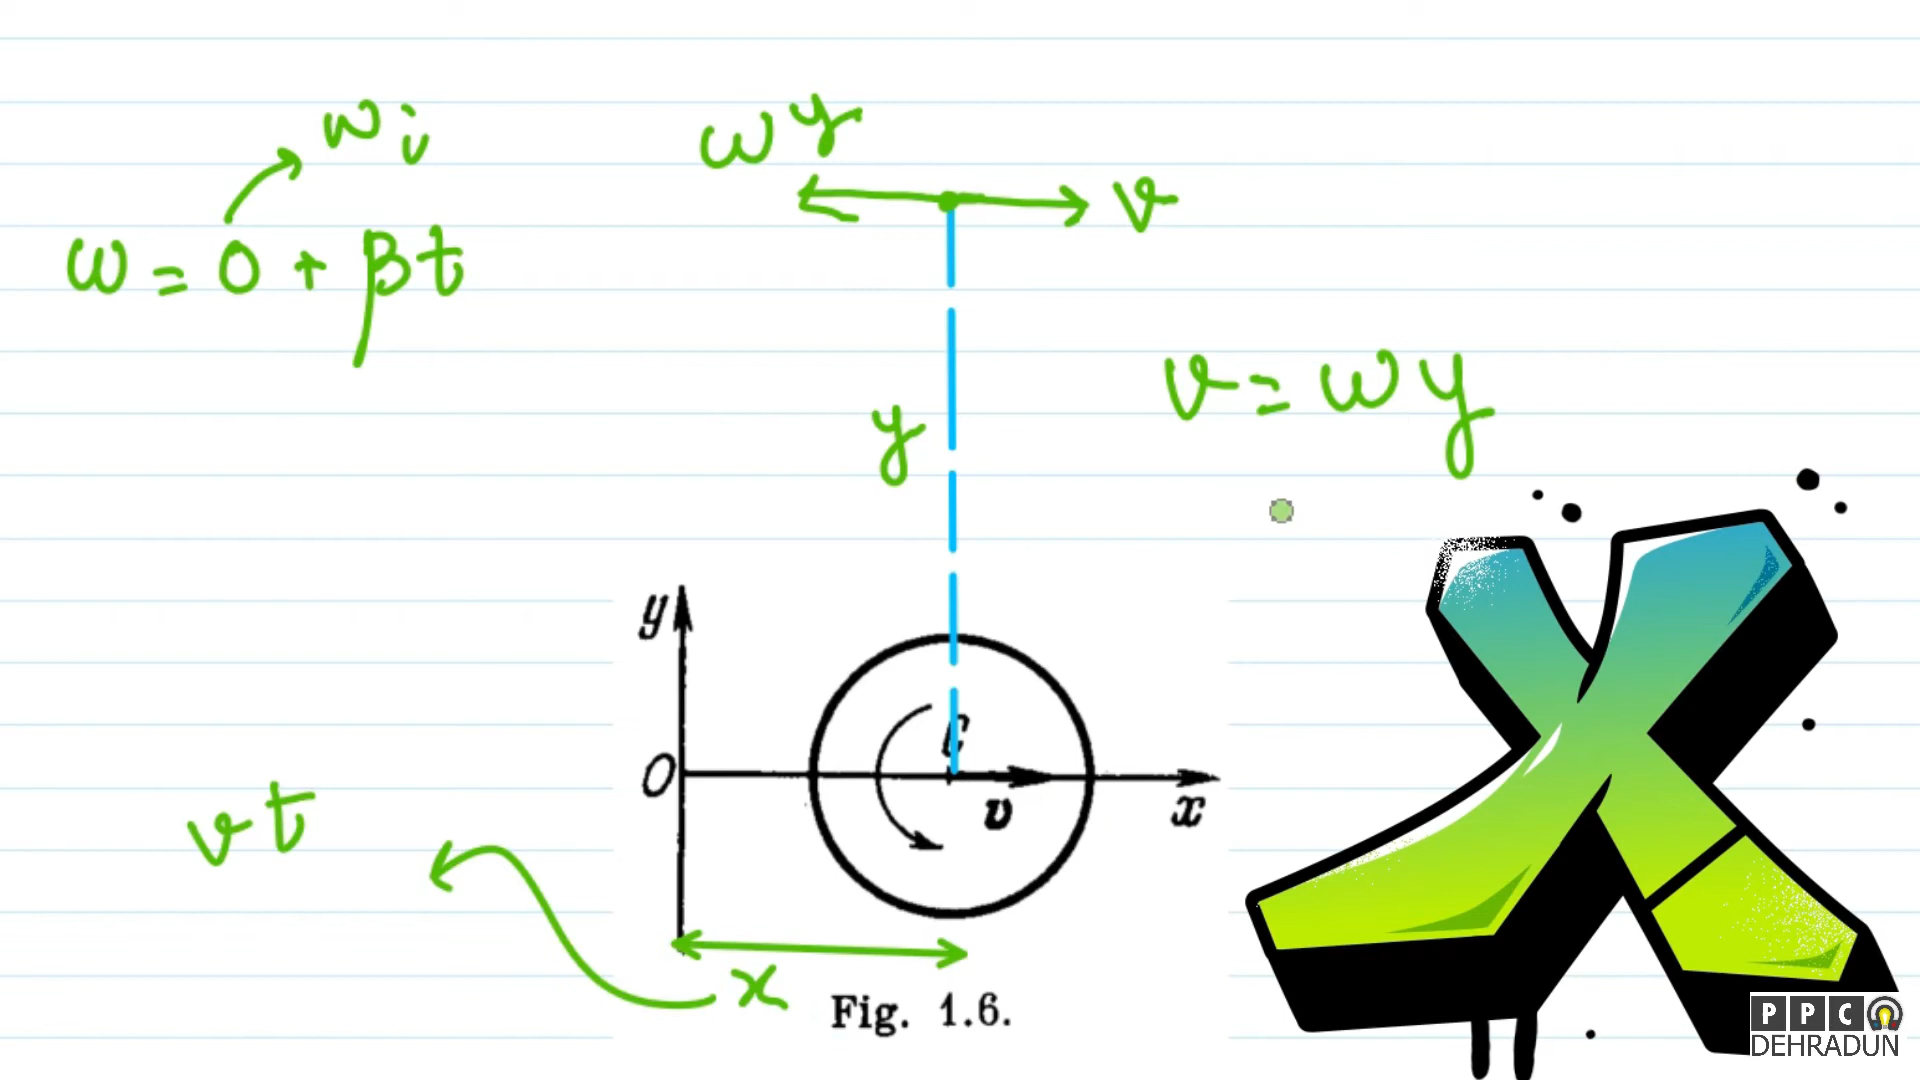 ωi
ωy
v
ω = 0 + βt
v = ωy
y
y
C
O
v
x
vt
x
Fig. 1.6.
X
PPC
DEHRADUN